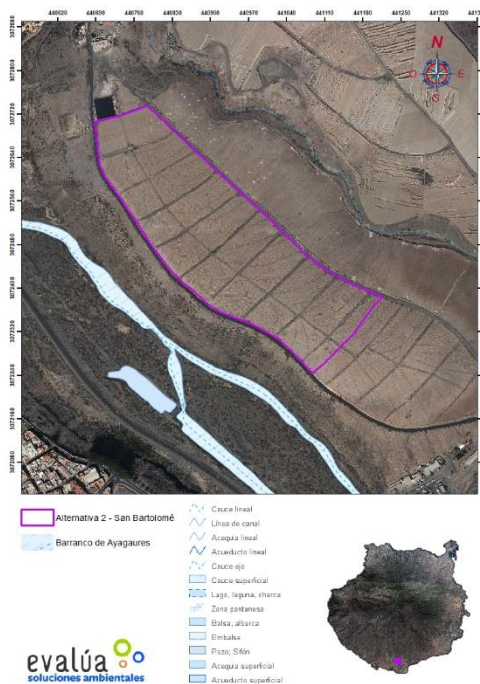 440620 440690 440760 440830 440900 440970 441040 441110 441180 441250 441320
N
O E
S
Alternativa 2 - San Bartolomé
Barranco de Ayagaures
Cauce lineal
Línea de canal
Acequia lineal
Acueducto lineal
Cauce eje
Cauce superficial
Lago, laguna, charca
Zona pantanosa
Balsa, alberca
Embalse
Pozo; Sifón
Acequia superficial
Acueducto superficial
evalúa
soluciones ambientales